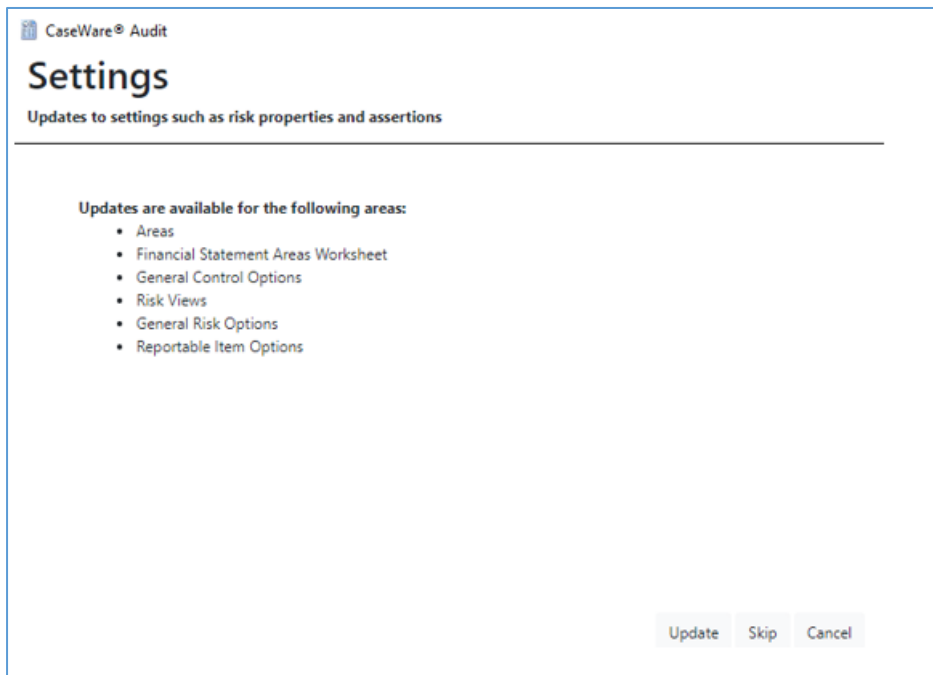 CaseWare® Audit
Settings
Updates to settings such as risk properties and assertions
Updates are available for the following areas:
• Areas
• Financial Statement Areas Worksheet
• General Control Options
• Risk Views
• General Risk Options
• Reportable Item Options
Update Skip Cancel